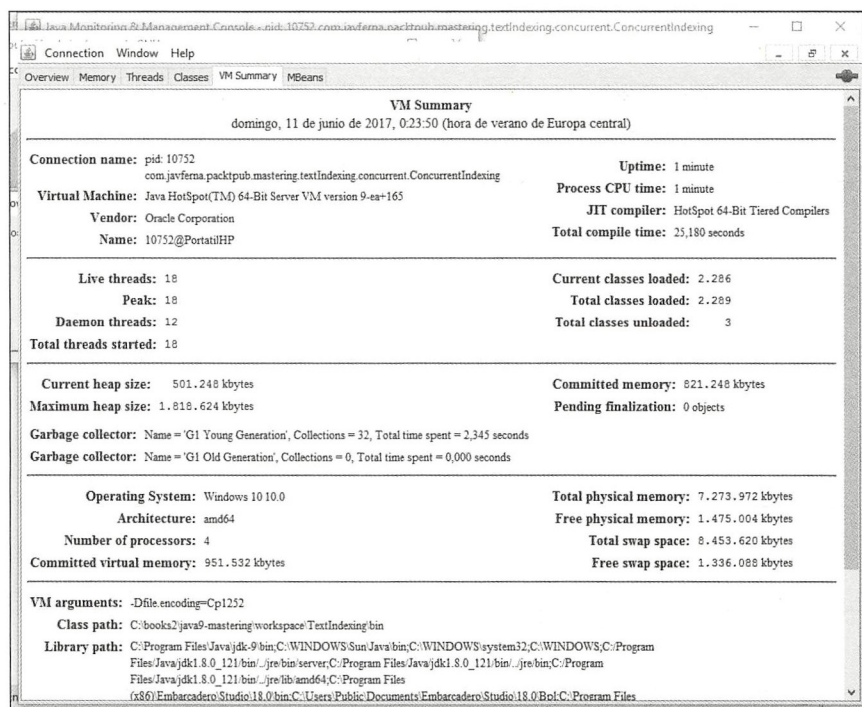 Java Monitoring & Management Console - pid: 10752 com.javferna.packtpub.mastering.textIndexing.concurrent.ConcurrentIndexing
Connection Window Help
Overview Memory Threads Classes VM Summary MBeans
VM Summary
domingo, 11 de junio de 2017, 0:23:50 (hora de verano de Europa central)
Connection name: pid: 10752
com.javferna.packtpub.mastering.textIndexing.concurrent.ConcurrentIndexing
Virtual Machine: Java HotSpot(TM) 64-Bit Server VM version 9-ea+165
Vendor: Oracle Corporation
Name: 10752@PortatilHP
Uptime: 1 minute
Process CPU time: 1 minute
JIT compiler: HotSpot 64-Bit Tiered Compilers
Total compile time: 25,180 seconds
Live threads: 18
Peak: 18
Daemon threads: 12
Total threads started: 18
Current classes loaded: 2.286
Total classes loaded: 2.289
Total classes unloaded: 3
Current heap size: 501.248 kbytes
Maximum heap size: 1.818.624 kbytes
Committed memory: 821.248 kbytes
Pending finalization: 0 objects
Garbage collector: Name = 'G1 Young Generation', Collections = 32, Total time spent = 2,345 seconds
Garbage collector: Name = 'G1 Old Generation', Collections = 0, Total time spent = 0,000 seconds
Operating System: Windows 10 10.0
Architecture: amd64
Number of processors: 4
Committed virtual memory: 951.532 kbytes
Total physical memory: 7.273.972 kbytes
Free physical memory: 1.475.004 kbytes
Total swap space: 8.453.620 kbytes
Free swap space: 1.336.088 kbytes
VM arguments: -Dfile.encoding=Cp1252
Class path: C:\books2\java9-mastering\workspace\TextIndexing\bin
Library path: C:\Program Files\Java\jdk-9\bin;C:\WINDOWS\Sun\Java\bin;C:\WINDOWS\system32;C:\WINDOWS;C:/Program
Files/Java/jdk1.8.0_121/bin/../jre/bin/server;C:/Program Files/Java/jdk1.8.0_121/bin/../jre/bin;C:/Program
Files/Java/jdk1.8.0_121/bin/../jre/lib/amd64;C:\Program Files
(x86)\Embarcadero\Studio\18.0\bin;C:\Users\Public\Documents\Embarcadero\Studio\18.0\Bpl;C:\Program Files